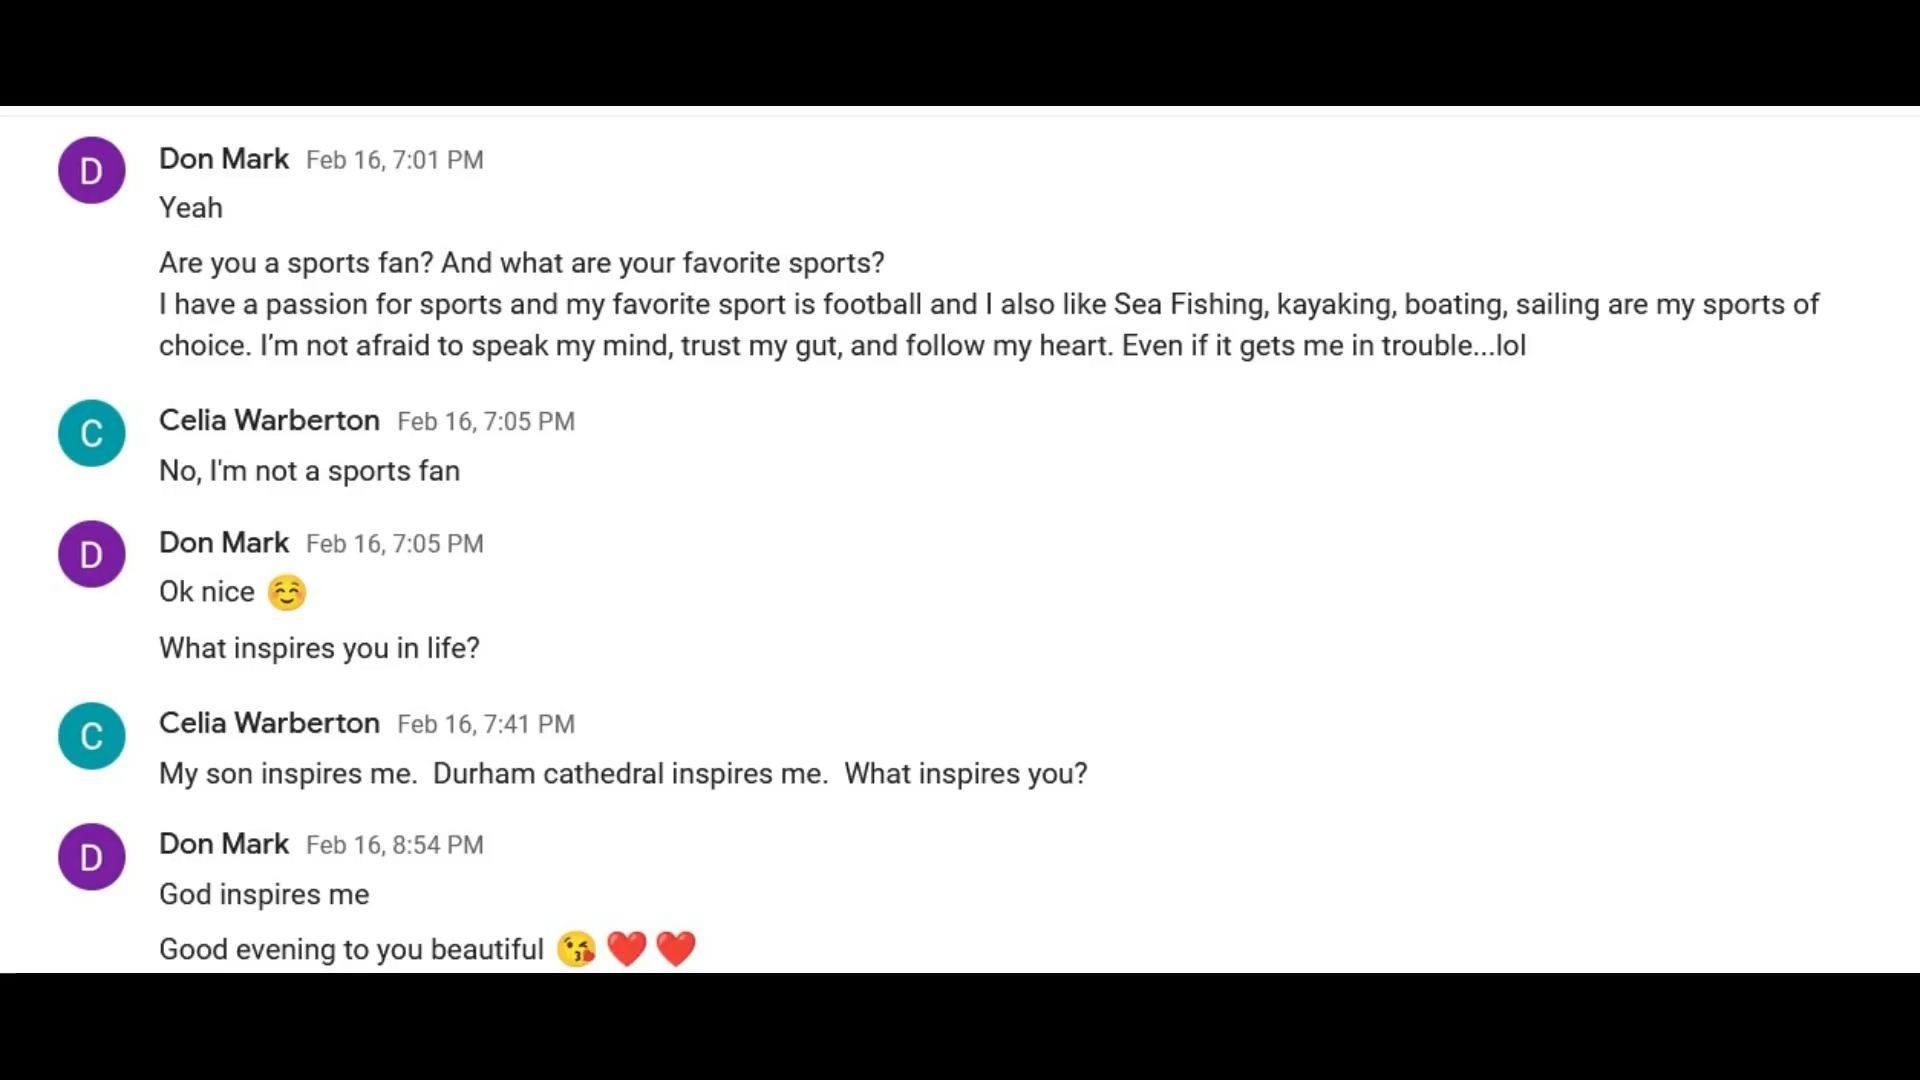 D
Don Mark Feb 16, 7:01 PM
Yeah
Are you a sports fan? And what are your favorite sports?
I have a passion for sports and my favorite sport is football and I also like Sea Fishing, kayaking, boating, sailing are my sports of
choice. I’m not afraid to speak my mind, trust my gut, and follow my heart. Even if it gets me in trouble...lol
C
Celia Warberton Feb 16, 7:05 PM
No, I'm not a sports fan
D
Don Mark Feb 16, 7:05 PM
Ok nice ☺️
What inspires you in life?
C
Celia Warberton Feb 16, 7:41 PM
My son inspires me.  Durham cathedral inspires me.  What inspires you?
D
Don Mark Feb 16, 8:54 PM
God inspires me
Good evening to you beautiful 😘❤️❤️